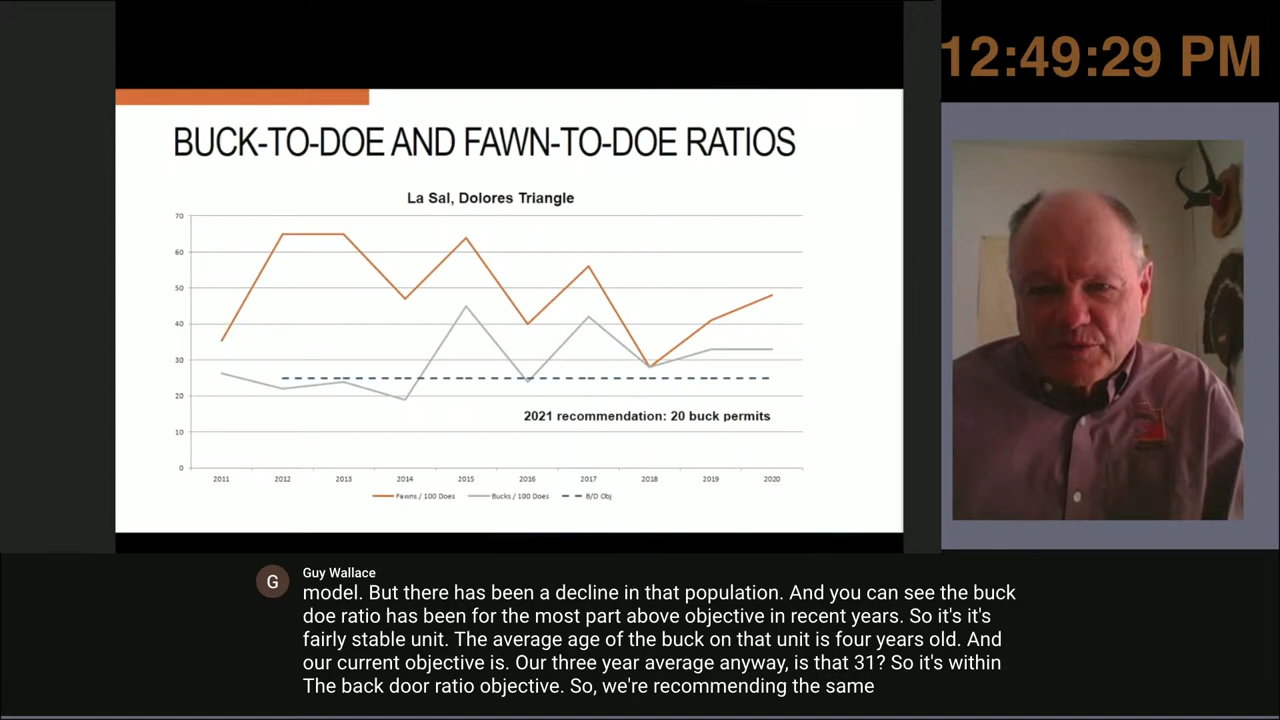 12:49:29 PM
BUCK-TO-DOE AND FAWN-TO-DOE RATIOS
La Sal, Dolores Triangle
70
60
50
40
30
20
10
0
2021 recommendation: 20 buck permits
2011 2012 2013 2014 2015 2016 2017 2018 2019 2020
Fawns / 100 Does Bucks / 100 Does B/D Obj
G
Guy Wallace
model. But there has been a decline in that population. And you can see the buck
doe ratio has been for the most part above objective in recent years. So it's it's
fairly stable unit. The average age of the buck on that unit is four years old. And
our current objective is. Our three year average anyway, is that 31? So it's within
The back door ratio objective. So, we're recommending the same